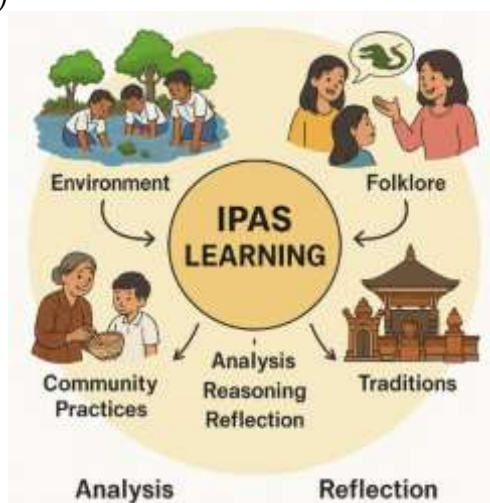 )
Environment
Folklore
IPAS
LEARNING
Community
Practices
Analysis
Reasoning
Reflection
Traditions
Analysis
Reflection